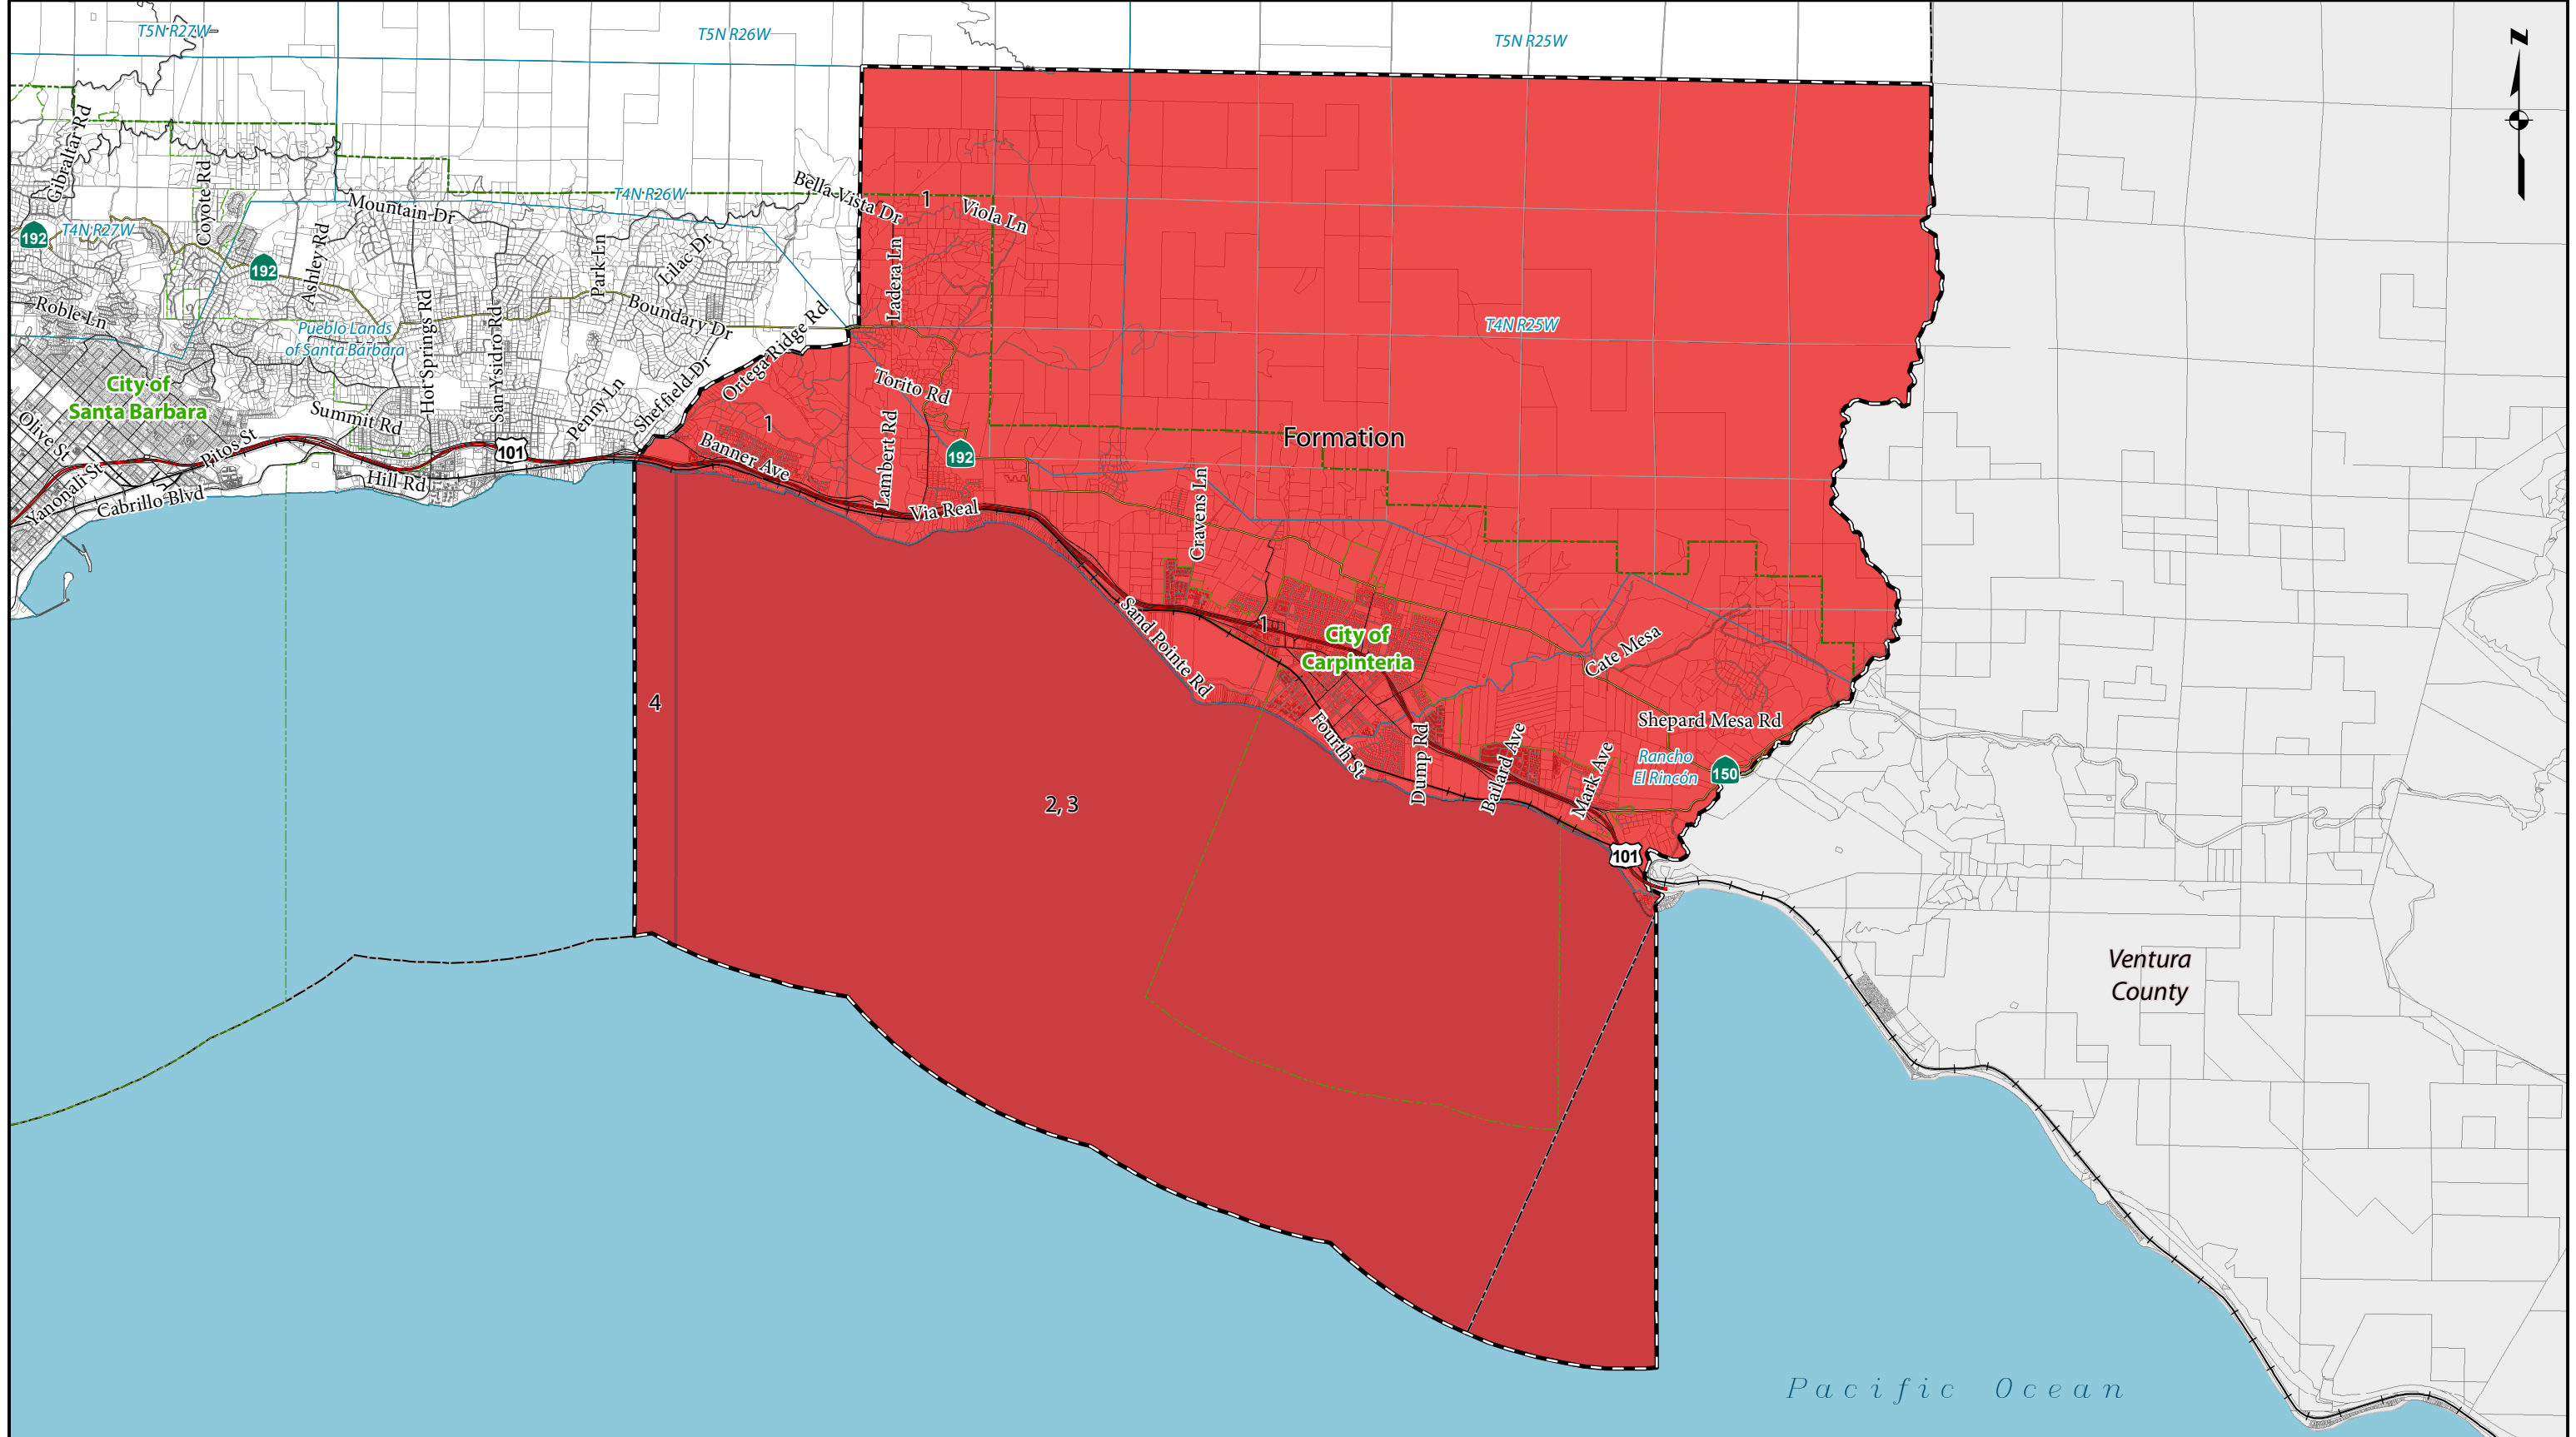 T5N R27W
T5N R26W
T5N R25W
N
Gibraltar Rd
Coyote Rd
192
T4N R27W
192
Ashley Rd
Mountain Dr
T4N R26W
Bella Vista Dr
1
Viola Ln
Ladera Ln
Park Ln
Lilac Dr
Roble Ln
Pueblo Lands
of Santa Barbara
Hot Springs Rd
San Ysidro Rd
Boundary Dr
Ortega Ridge Rd
T4N R25W
City of
Santa Barbara
Olive St
Summit Rd
Penny Ln
Sheffield Dr
Torito Rd
1
Formation
Pitos St
101
Banner Ave
Lambert Rd
192
Yanonali St
Cabrillo Blvd
Hill Rd
Via Real
Cravens Ln
Sand Pointe Rd
1
City of
Carpinteria
Cate Mesa
4
Fourth St
Dump Rd
Bailard Ave
Mark Ave
Shepard Mesa Rd
Rancho
El Rincón
150
2, 3
101
Ventura
County
Pacific Ocean